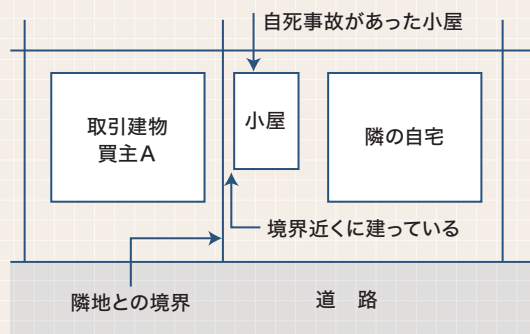 自死事故があった小屋
取引建物
買主A
小屋
隣の自宅
境界近くに建っている
隣地との境界
道　路